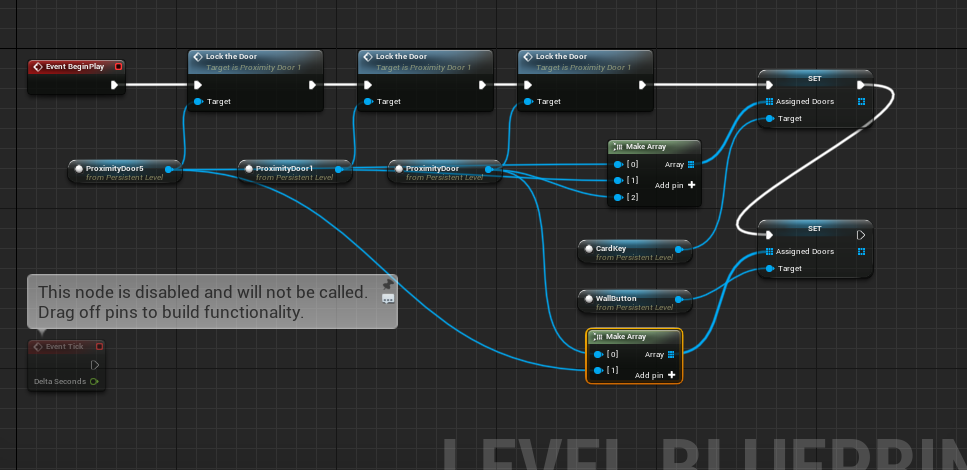 Event BeginPlay
Lock the Door
Target is Proximity Door 1
Target
Lock the Door
Target is Proximity Door 1
Target
Lock the Door
Target is Proximity Door 1
Target
SET
Assigned Doors
Target
ProximityDoor5
from Persistent Level
ProximityDoor1
from Persistent Level
ProximityDoor
from Persistent Level
Make Array
[0]
Array
[1]
Add pin
[2]
CardKey
from Persistent Level
SET
Assigned Doors
Target
WallButton
from Persistent Level
Make Array
[0]
Array
[1]
Add pin
This node is disabled and will not be called.
Drag off pins to build functionality.
Event Tick
Delta Seconds
LEVEL